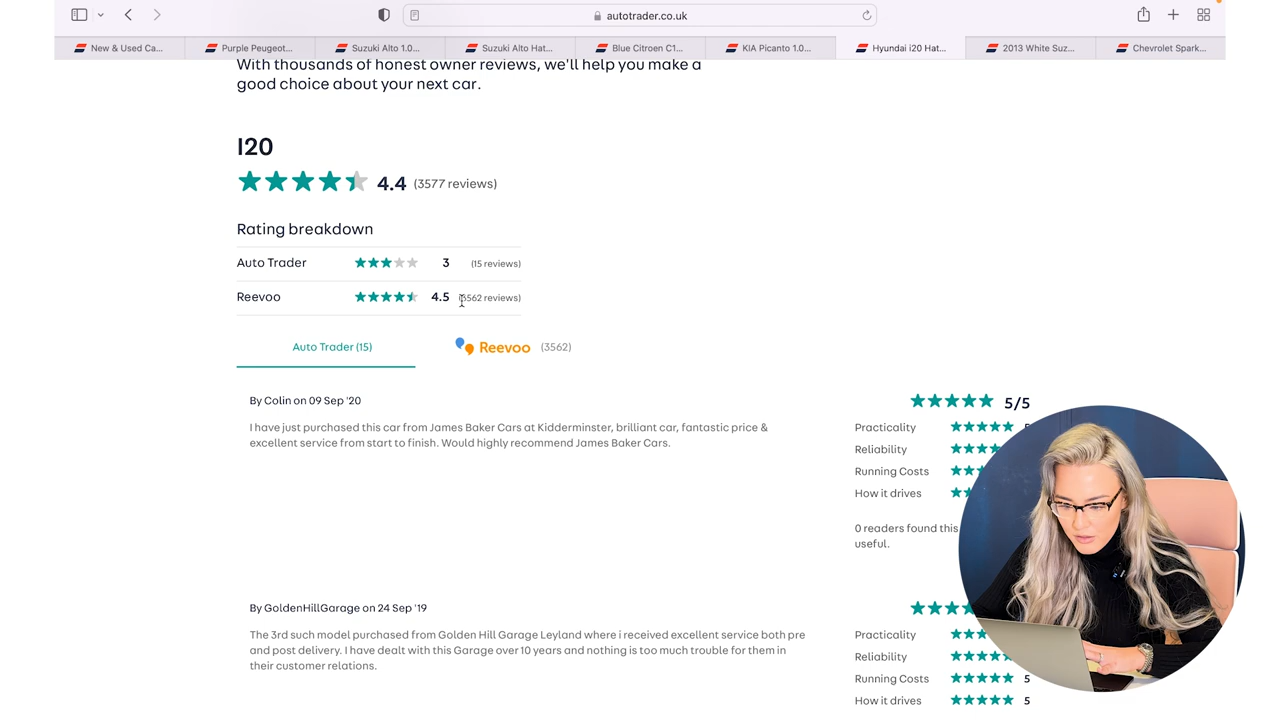 autotrader.co.uk
New & Used Ca...
Purple Peugeot...
Suzuki Alto 1.0...
Suzuki Alto Hat...
Blue Citroen C1...
KIA Picanto 1.0...
Hyundai i20 Hat...
2013 White Suz...
Chevrolet Spark...
With thousands of honest owner reviews, we'll help you make a
good choice about your next car.
I20
4.4 (3577 reviews)
Rating breakdown
Auto Trader 3 (15 reviews)
Reevoo 4.5 (3562 reviews)
Auto Trader (15) Reevoo (3562)
By Colin on 09 Sep '20
5/5
I have just purchased this car from James Baker Cars at Kidderminster, brilliant car, fantastic price &
excellent service from start to finish. Would highly recommend James Baker Cars.
Practicality
Reliability
Running Costs
How it drives
0 readers found this
useful.
By GoldenHillGarage on 24 Sep '19
The 3rd such model purchased from Golden Hill Garage Leyland where i received excellent service both pre
and post delivery. I have dealt with this Garage over 10 years and nothing is too much trouble for them in
their customer relations.
Practicality
Reliability
Running Costs 5
How it drives 5